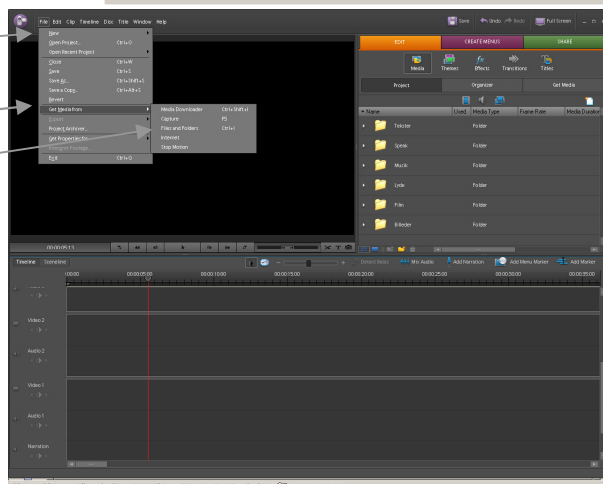 File Edit Clip Timeline Disc Title Window Help
Save Undo Redo Full Screen
New
Open Project... Ctrl+O
Open Recent Project
Close Ctrl+W
Save Ctrl+S
Save As... Ctrl+Shift+S
Save a Copy... Ctrl+Alt+S
Revert
Get Media from
Export
Project Archiver...
Get Properties for
Exit Ctrl+Q
Media Downloader Ctrl+Shift+I
Capture F5
Files and Folders Ctrl+I
Internet
Stop Motion
EDIT CREATE MENUS SHARE
Media Themes Effects Transitions Titles
Project Organizer Get Media
Name Used Media Type Frame Rate Media Duration
Tekster Folder
Speak Folder
Musik Folder
Lyde Folder
Film Folder
Billeder Folder
00:00:05:13
Timeline Sceneline
Detect Beats Mix Audio Add Narration Add Menu Marker Add Marker
00:00 00:00:05:00 00:00:10:00 00:00:15:00 00:00:20:00 00:00:25:00 00:00:30:00 00:00:35:00
Video 2
Audio 2
Video 1
Audio 1
Narration